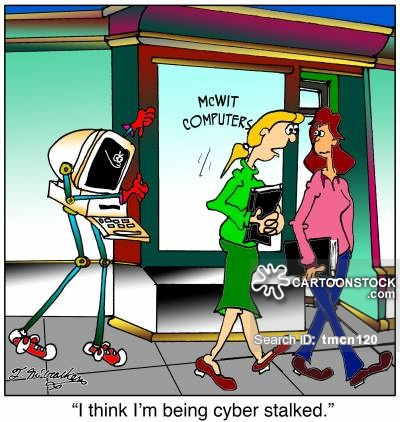 McWIT
COMPUTERS
CARTOONSTOCK
.com
Search ID: tmcn120
"I think I'm being cyber stalked."